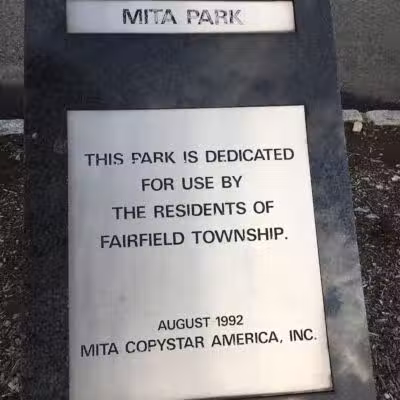 MITA PARK
THIS PARK IS DEDICATED
FOR USE BY
THE RESIDENTS OF
FAIRFIELD TOWNSHIP.
AUGUST 1992
MITA COPYSTAR AMERICA, INC.